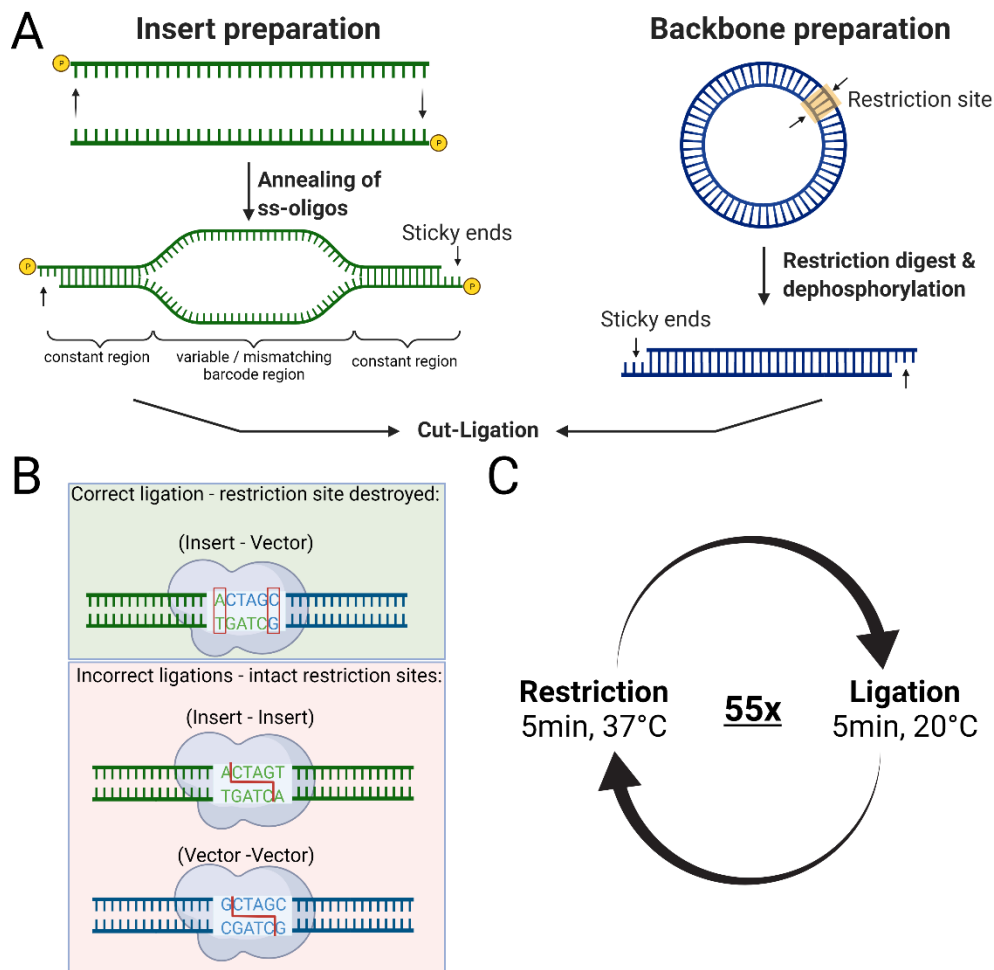 A
Insert preparation
Backbone preparation
P
P
Restriction site
Annealing of
ss-oligos
Sticky ends
P
P
constant region
variable / mismatching
barcode region
constant region
Restriction digest &
dephosphorylation
Sticky ends
Cut-Ligation
B
Correct ligation - restriction site destroyed:
(Insert - Vector)
ACTAGC
TGATCG
Incorrect ligations - intact restriction sites:
(Insert - Insert)
ACTAGT
TGATCA
(Vector -Vector)
GCTAGC
CGATCG
C
Restriction
5min, 37°C
55x
Ligation
5min, 20°C